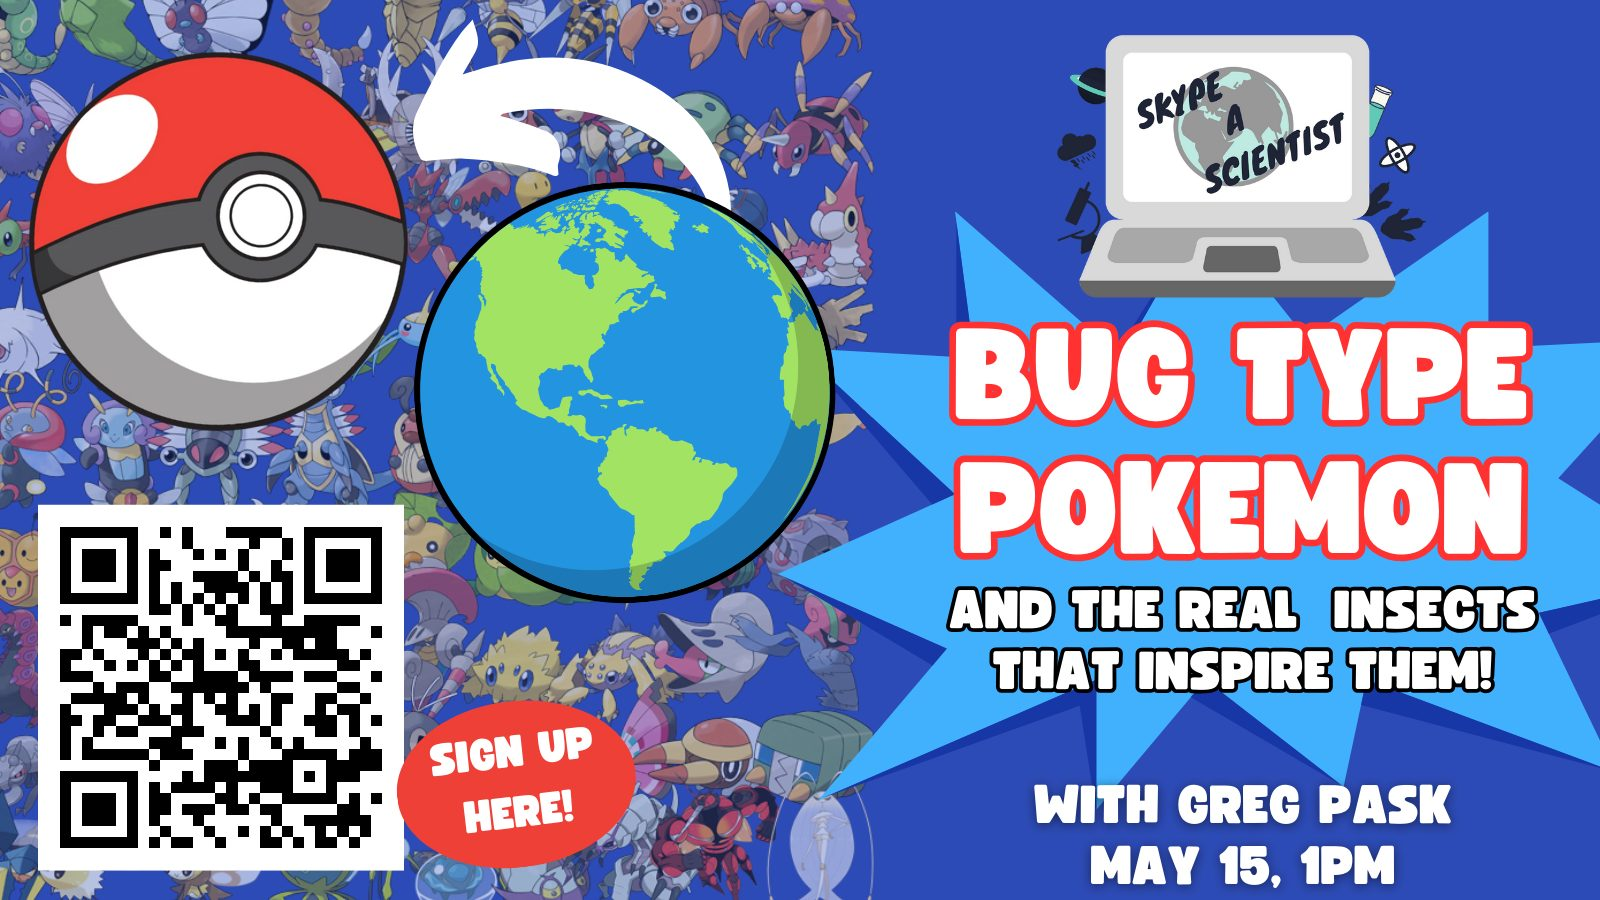 SKYPE
A
SCIENTIST
BUG TYPE
POKEMON
AND THE REAL INSECTS
THAT INSPIRE THEM!
SIGN UP
HERE!
WITH GREG PASK
MAY 15, 1PM